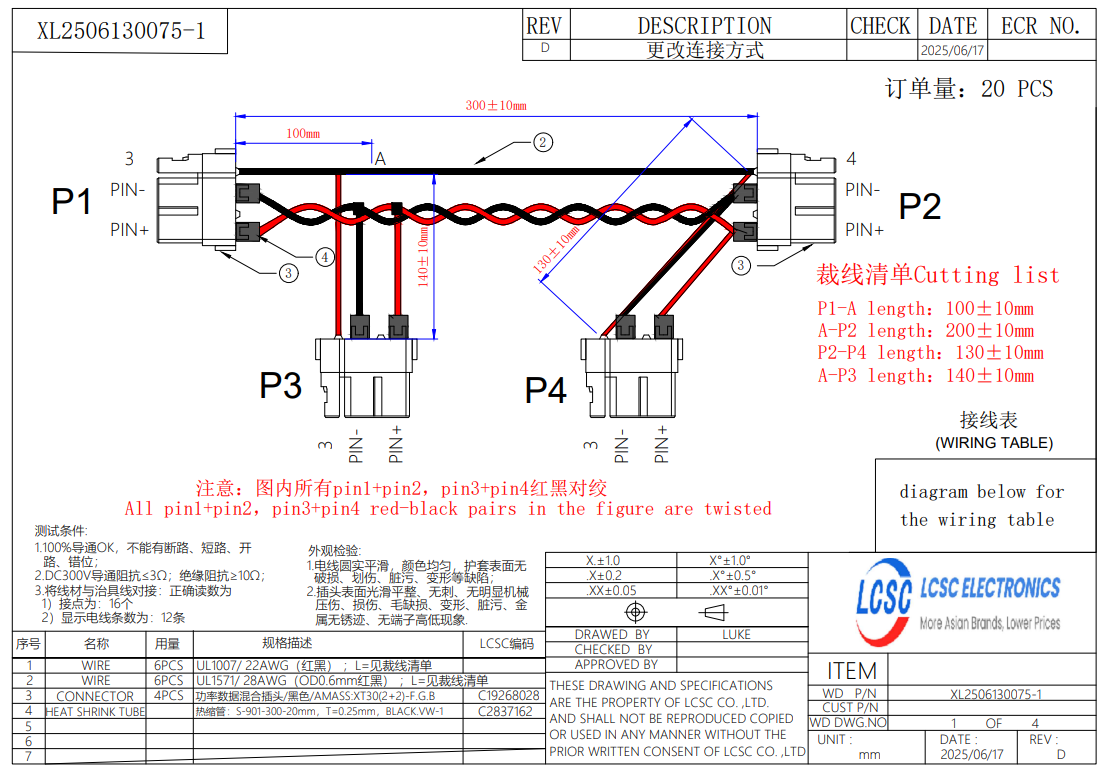 XL2506130075-1
REV DESCRIPTION CHECK DATE ECR NO.
D 更改连接方式 2025/06/17
订单量：20 PCS
300±10mm
100mm
A
2
3
PIN-
P1
PIN+
4
PIN-
P2
PIN+
140±10mm
130±10mm
3
4
3
裁线清单Cutting list
P1-A length：100±10mm
A-P2 length：200±10mm
P2-P4 length：130±10mm
A-P3 length：140±10mm
P3
P4
3
PIN-
PIN+
3
PIN-
PIN+
接线表
(WIRING TABLE)
diagram below for
the wiring table
注意：图内所有pin1+pin2，pin3+pin4红黑对绞
All pin1+pin2，pin3+pin4 red-black pairs in the figure are twisted
测试条件:
1.100%导通OK，不能有断路、短路、开
路、错位；
2.DC300V导通阻抗≤3Ω；绝缘阻抗≥10Ω；
3.将线材与治具线对接：正确读数为
1）接点为：16个
2）显示电线条数为：12条
外观检验:
1.电线圆实平滑，颜色均匀，护套表面无
破损、划伤、脏污、变形等缺陷；
2.插头表面光滑平整、无刺、无明显机械
压伤、损伤、毛缺损、变形、脏污、金
属无锈迹、无端子高低现象.
序号 名称 用量 规格描述 LCSC编码
1 WIRE 6PCS UL1007/ 22AWG（红黑）；L=见裁线清单
2 WIRE 6PCS UL1571/ 28AWG（OD0.6mm红黑）；L=见裁线清单
3 CONNECTOR 4PCS 功率数据混合插头/黑色/AMASS:XT30(2+2)-F.G.B C19268028
4 HEAT SHRINK TUBE 热缩管：S-901-300-20mm，T=0.25mm，BLACK.VW-1 C2837162
5
6
7
X.±1.0 X°±1.0°
.X±0.2 .X°±0.5°
.XX±0.05 .XX°±0.01°
DRAWED BY LUKE
CHECKED BY
APPROVED BY
THESE DRAWING AND SPECIFICATIONS
ARE THE PROPERTY OF LCSC CO. ,LTD.
AND SHALL NOT BE REPRODUCED COPIED
OR USED IN ANY MANNER WITHOUT THE
PRIOR WRITTEN CONSENT OF LCSC CO. ,LTD
LCSC
LCSC ELECTRONICS
More Asian Brands, Lower Prices
ITEM
WD P/N XL2506130075-1
CUST P/N
WD DWG.NO 1 OF 4
UNIT : mm
DATE : 2025/06/17
REV : D